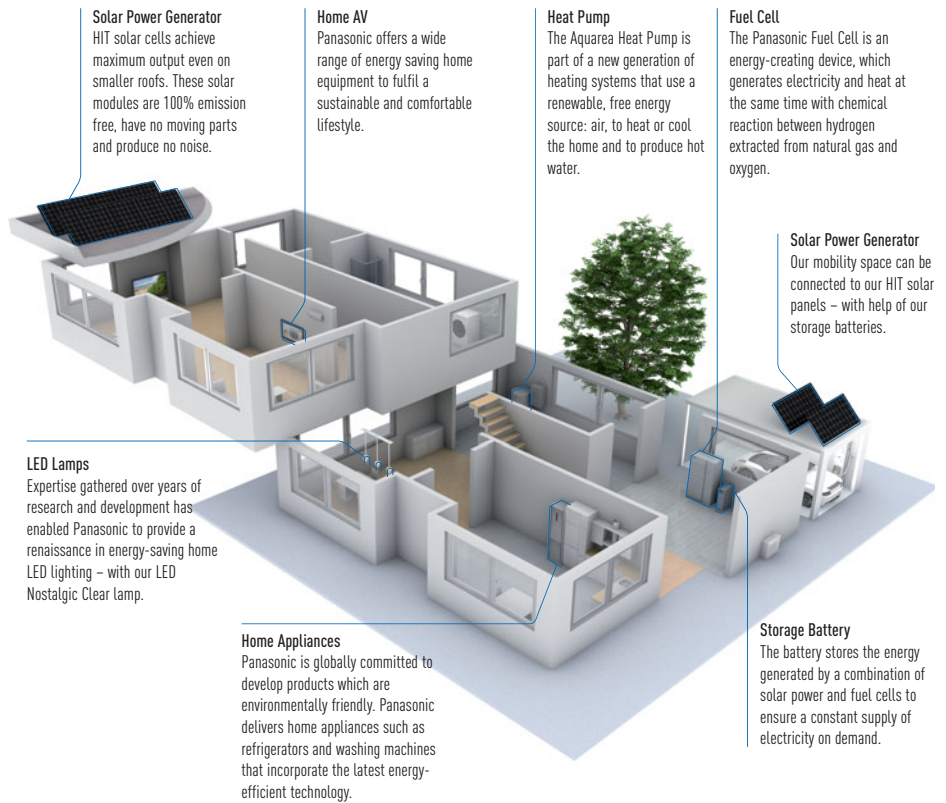 Solar Power Generator
HIT solar cells achieve
maximum output even on
smaller roofs. These solar
modules are 100% emission
free, have no moving parts
and produce no noise.
Home AV
Panasonic offers a wide
range of energy saving home
equipment to fulfil a
sustainable and comfortable
lifestyle.
Heat Pump
The Aquarea Heat Pump is
part of a new generation of
heating systems that use a
renewable, free energy
source: air, to heat or cool
the home and to produce hot
water.
Fuel Cell
The Panasonic Fuel Cell is an
energy-creating device, which
generates electricity and heat at
the same time with chemical
reaction between hydrogen
extracted from natural gas and
oxygen.
Solar Power Generator
Our mobility space can be
connected to our HIT solar
panels – with help of our
storage batteries.
LED Lamps
Expertise gathered over years of
research and development has
enabled Panasonic to provide a
renaissance in energy-saving home
LED lighting – with our LED
Nostalgic Clear lamp.
Home Appliances
Panasonic is globally committed to
develop products which are
environmentally friendly. Panasonic
delivers home appliances such as
refrigerators and washing machines
that incorporate the latest energy-
efficient technology.
Storage Battery
The battery stores the energy
generated by a combination of
solar power and fuel cells to
ensure a constant supply of
electricity on demand.